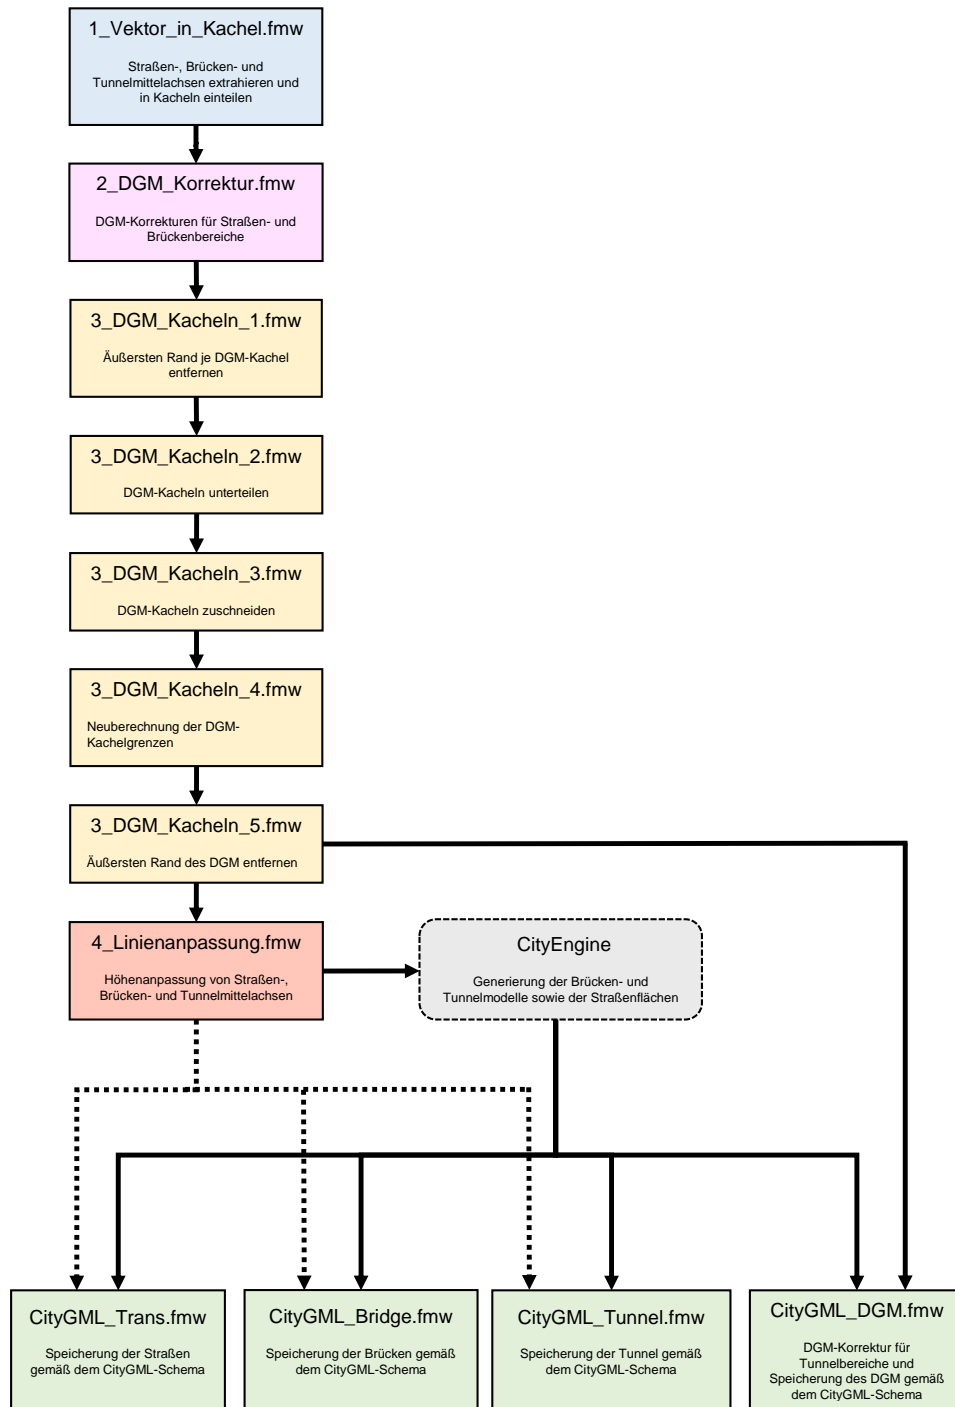 1_Vektor_in_Kachel.fmw
Straßen-, Brücken- und
Tunnelmittelachsen extrahieren und
in Kacheln einteilen
2_DGM_Korrektur.fmw
DGM-Korrekturen für Straßen- und
Brückenbereiche
3_DGM_Kacheln_1.fmw
Äußersten Rand je DGM-Kachel
entfernen
3_DGM_Kacheln_2.fmw
DGM-Kacheln unterteilen
3_DGM_Kacheln_3.fmw
DGM-Kacheln zuschneiden
3_DGM_Kacheln_4.fmw
Neuberechnung der DGM-
Kachelgrenzen
3_DGM_Kacheln_5.fmw
Äußersten Rand des DGM entfernen
4_Linienanpassung.fmw
Höhenanpassung von Straßen-,
Brücken- und Tunnelmittelachsen
CityEngine
Generierung der Brücken- und
Tunnelmodelle sowie der Straßenflächen
CityGML_Trans.fmw
Speicherung der Straßen
gemäß dem CityGML-Schema
CityGML_Bridge.fmw
Speicherung der Brücken gemäß
dem CityGML-Schema
CityGML_Tunnel.fmw
Speicherung der Tunnel gemäß
dem CityGML-Schema
CityGML_DGM.fmw
DGM-Korrektur für
Tunnelbereiche und
Speicherung des DGM gemäß
dem CityGML-Schema